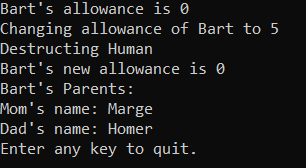 Bart's allowance is 0
Changing allowance of Bart to 5
Destructing Human
Bart's new allowance is 0
Bart's Parents:
Mom's name: Marge
Dad's name: Homer
Enter any key to quit.